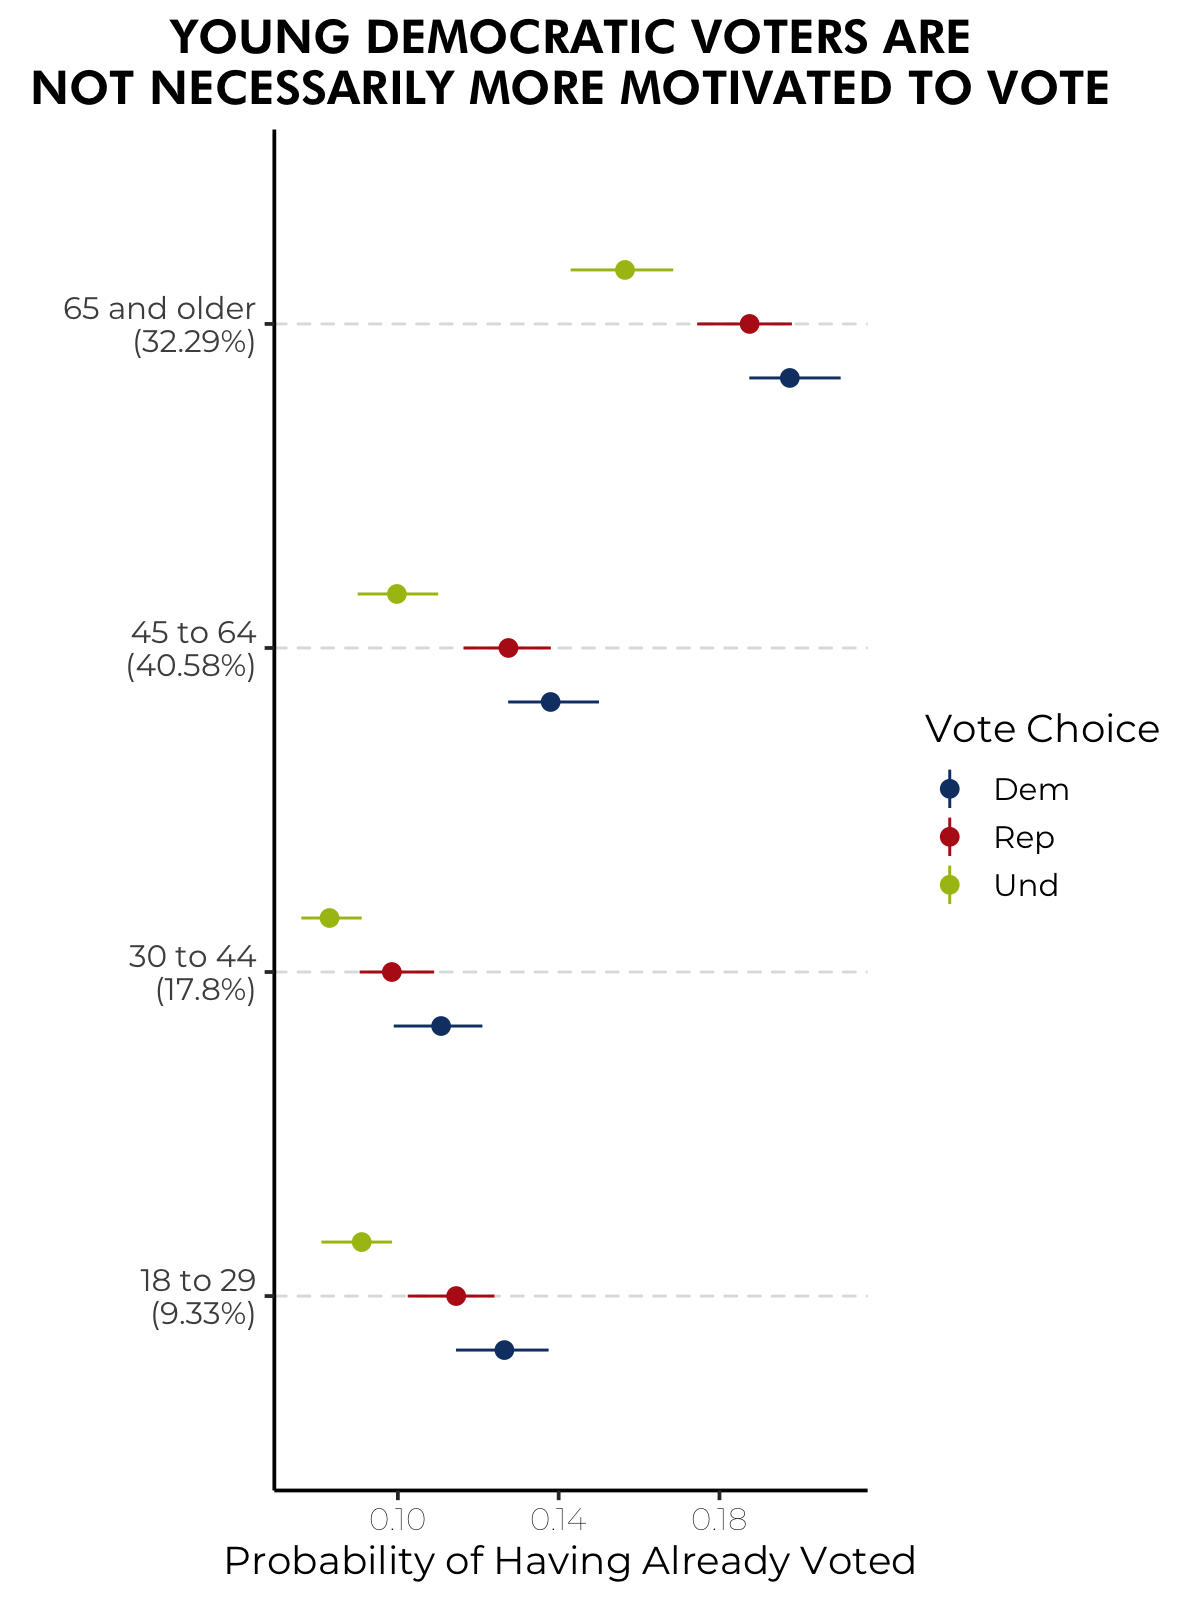 YOUNG DEMOCRATIC VOTERS ARE
NOT NECESSARILY MORE MOTIVATED TO VOTE
65 and older
(32.29%)
45 to 64
(40.58%)
30 to 44
(17.8%)
18 to 29
(9.33%)
Vote Choice
Dem
Rep
Und
0.10 0.14 0.18
Probability of Having Already Voted